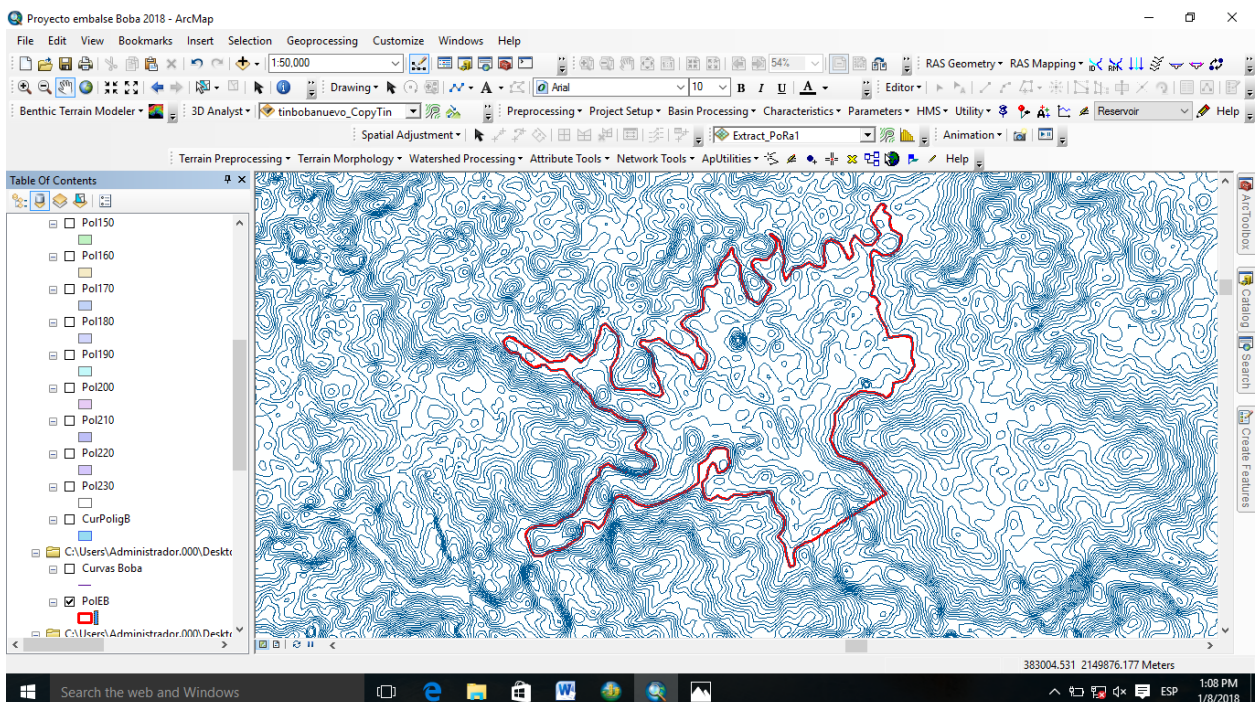 Proyecto embalse Boba 2018 - ArcMap
File Edit View Bookmarks Insert Selection Geoprocessing Customize Windows Help
1:50,000 54% RAS Geometry RAS Mapping
Drawing A Arial 10 B I U A Editor
Benthic Terrain Modeler 3D Analyst tinbobanuevo_CopyTin Preprocessing Project Setup Basin Processing Characteristics Parameters HMS Utility Reservoir Help
Spatial Adjustment Extract_PoRa1 Animation
Terrain Preprocessing Terrain Morphology Watershed Processing Attribute Tools Network Tools ApUtilities Help
Table Of Contents
Pol150
Pol160
Pol170
Pol180
Pol190
Pol200
Pol210
Pol220
Pol230
CurPoligB
C:\Users\Administrador.000\Deskto
Curvas Boba
PolEB
C:\Users\Administrador.000\Deskto
ArcToolbox
Catalog
Search
Create Features
383004.531 2149876.177 Meters
Search the web and Windows
ESP
1:08 PM
1/8/2018